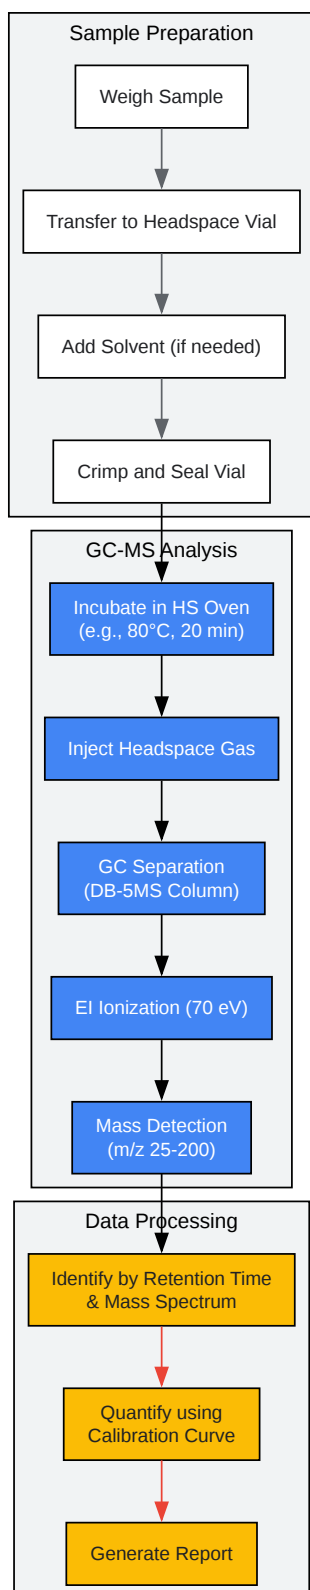 Sample Preparation
Weigh Sample
Transfer to Headspace Vial
Add Solvent (if needed)
Crimp and Seal Vial
GC-MS Analysis
Incubate in HS Oven
(e.g., 80°C, 20 min)
Inject Headspace Gas
GC Separation
(DB-5MS Column)
EI Ionization (70 eV)
Mass Detection
(m/z 25-200)
Data Processing
Identify by Retention Time
& Mass Spectrum
Quantify using
Calibration Curve
Generate Report